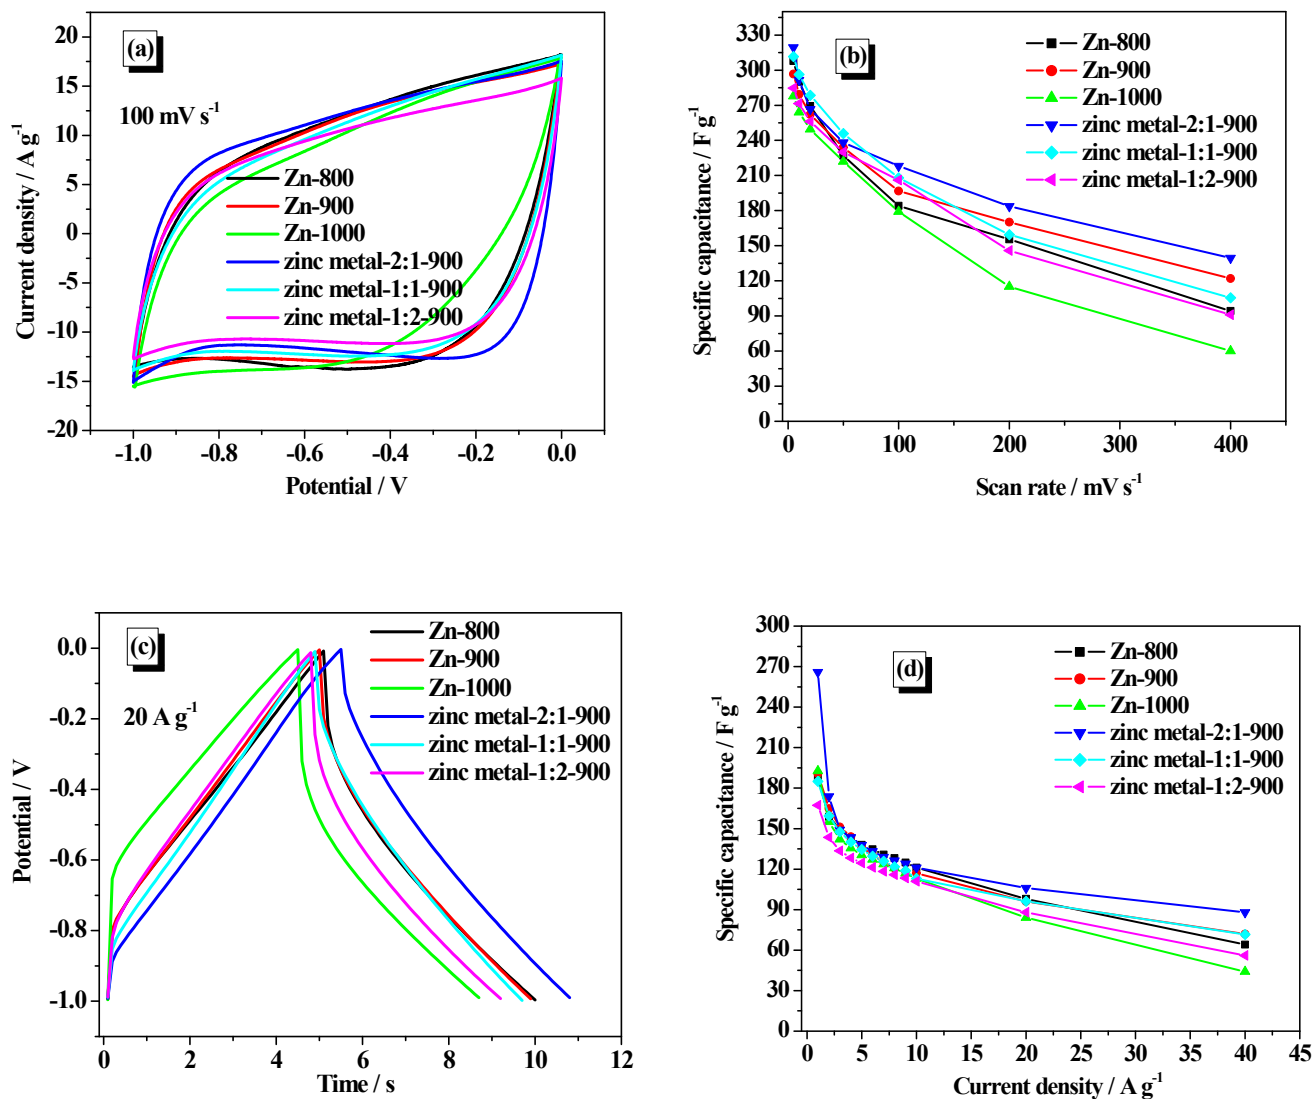 (a)
100 mV s-1
Current density / A g-1
20
15
10
5
0
-5
-10
-15
-20
Zn-800
Zn-900
Zn-1000
zinc metal-2:1-900
zinc metal-1:1-900
zinc metal-1:2-900
-1.0 -0.8 -0.6 -0.4 -0.2 0.0
Potential / V
(b)
Specific capacitance / F g-1
330
300
270
240
210
180
150
120
90
60
30
0
Zn-800
Zn-900
Zn-1000
zinc metal-2:1-900
zinc metal-1:1-900
zinc metal-1:2-900
0 100 200 300 400
Scan rate / mV s-1
(c)
20 A g-1
Potential / V
0.0
-0.2
-0.4
-0.6
-0.8
-1.0
Zn-800
Zn-900
Zn-1000
zinc metal-2:1-900
zinc metal-1:1-900
zinc metal-1:2-900
0 2 4 6 8 10 12
Time / s
(d)
Specific capacitance / F g-1
300
270
240
210
180
150
120
90
60
30
0
Zn-800
Zn-900
Zn-1000
zinc metal-2:1-900
zinc metal-1:1-900
zinc metal-1:2-900
0 5 10 15 20 25 30 35 40 45
Current density / A g-1